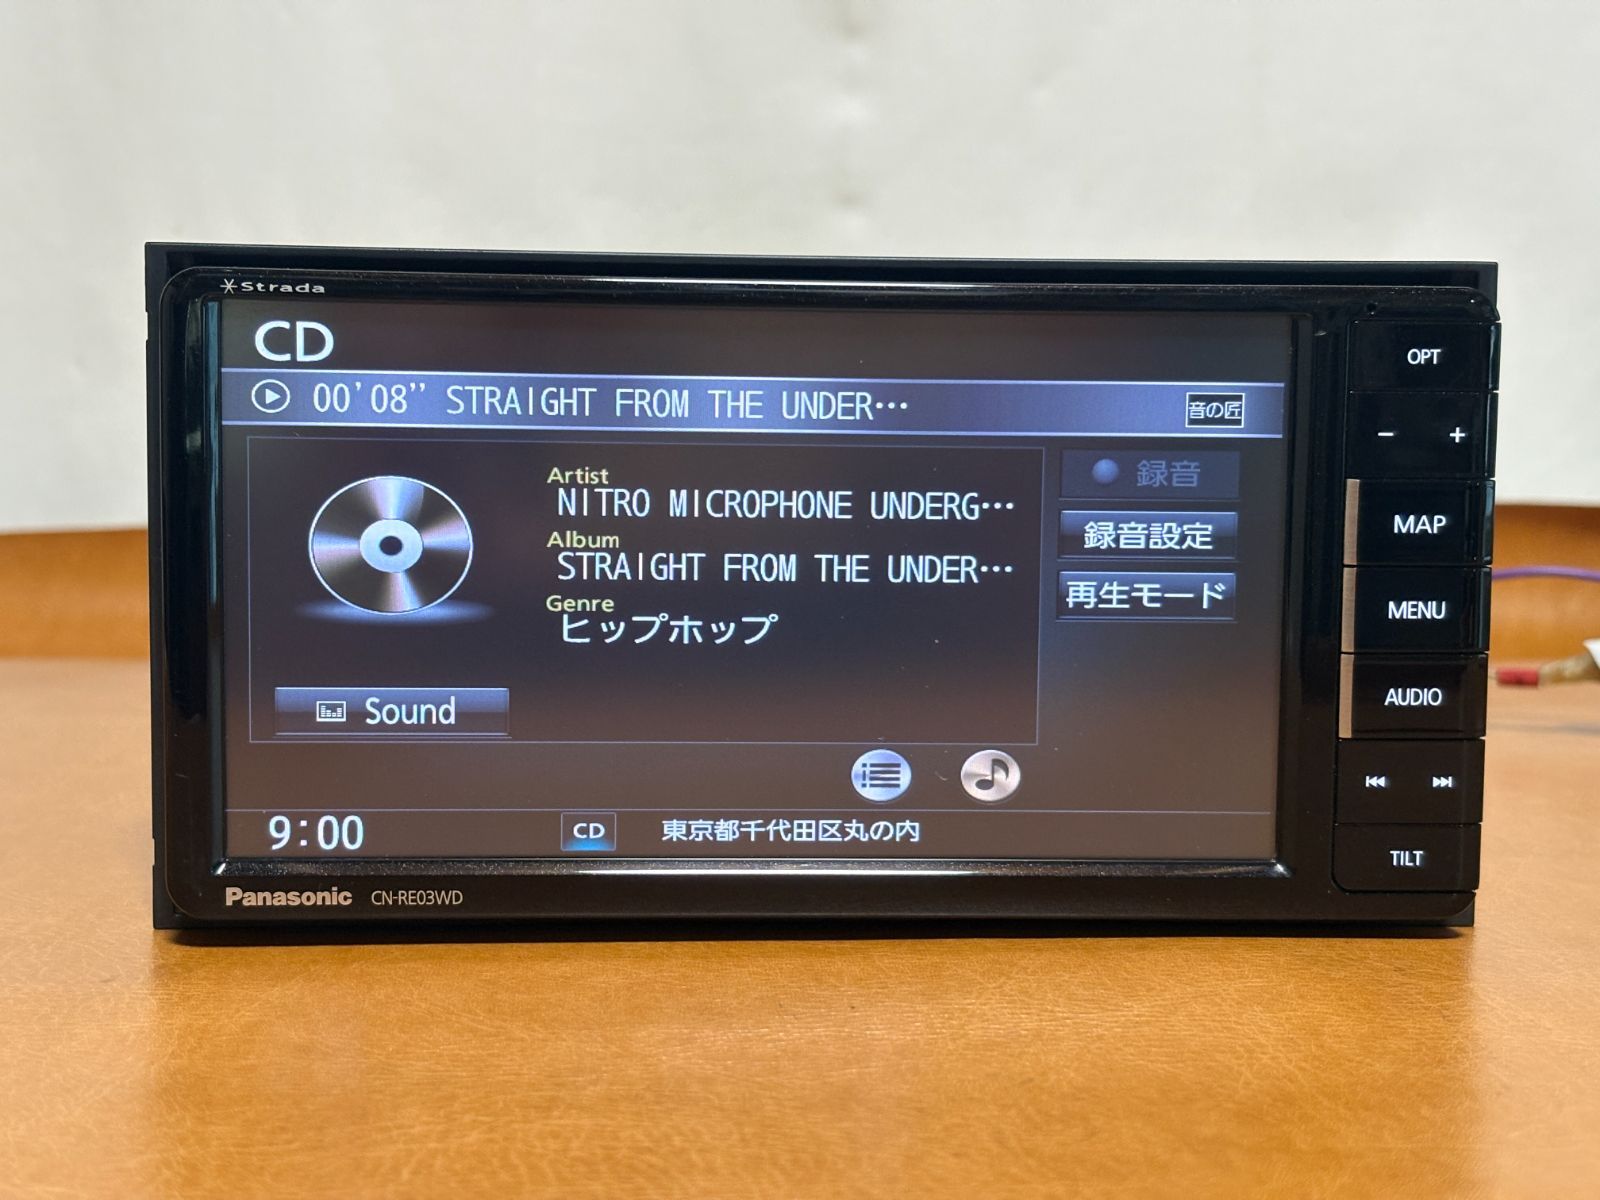 Strada
CD
00'08" STRAIGHT FROM THE UNDER…
音の匠
Artist
NITRO MICROPHONE UNDERG…
Album
STRAIGHT FROM THE UNDER…
Genre
ヒップホップ
Sound
録音
録音設定
再生モード
9:00
CD
東京都千代田区丸の内
Panasonic CN-RE03WD
OPT
− +
MAP
MENU
AUDIO
TILT